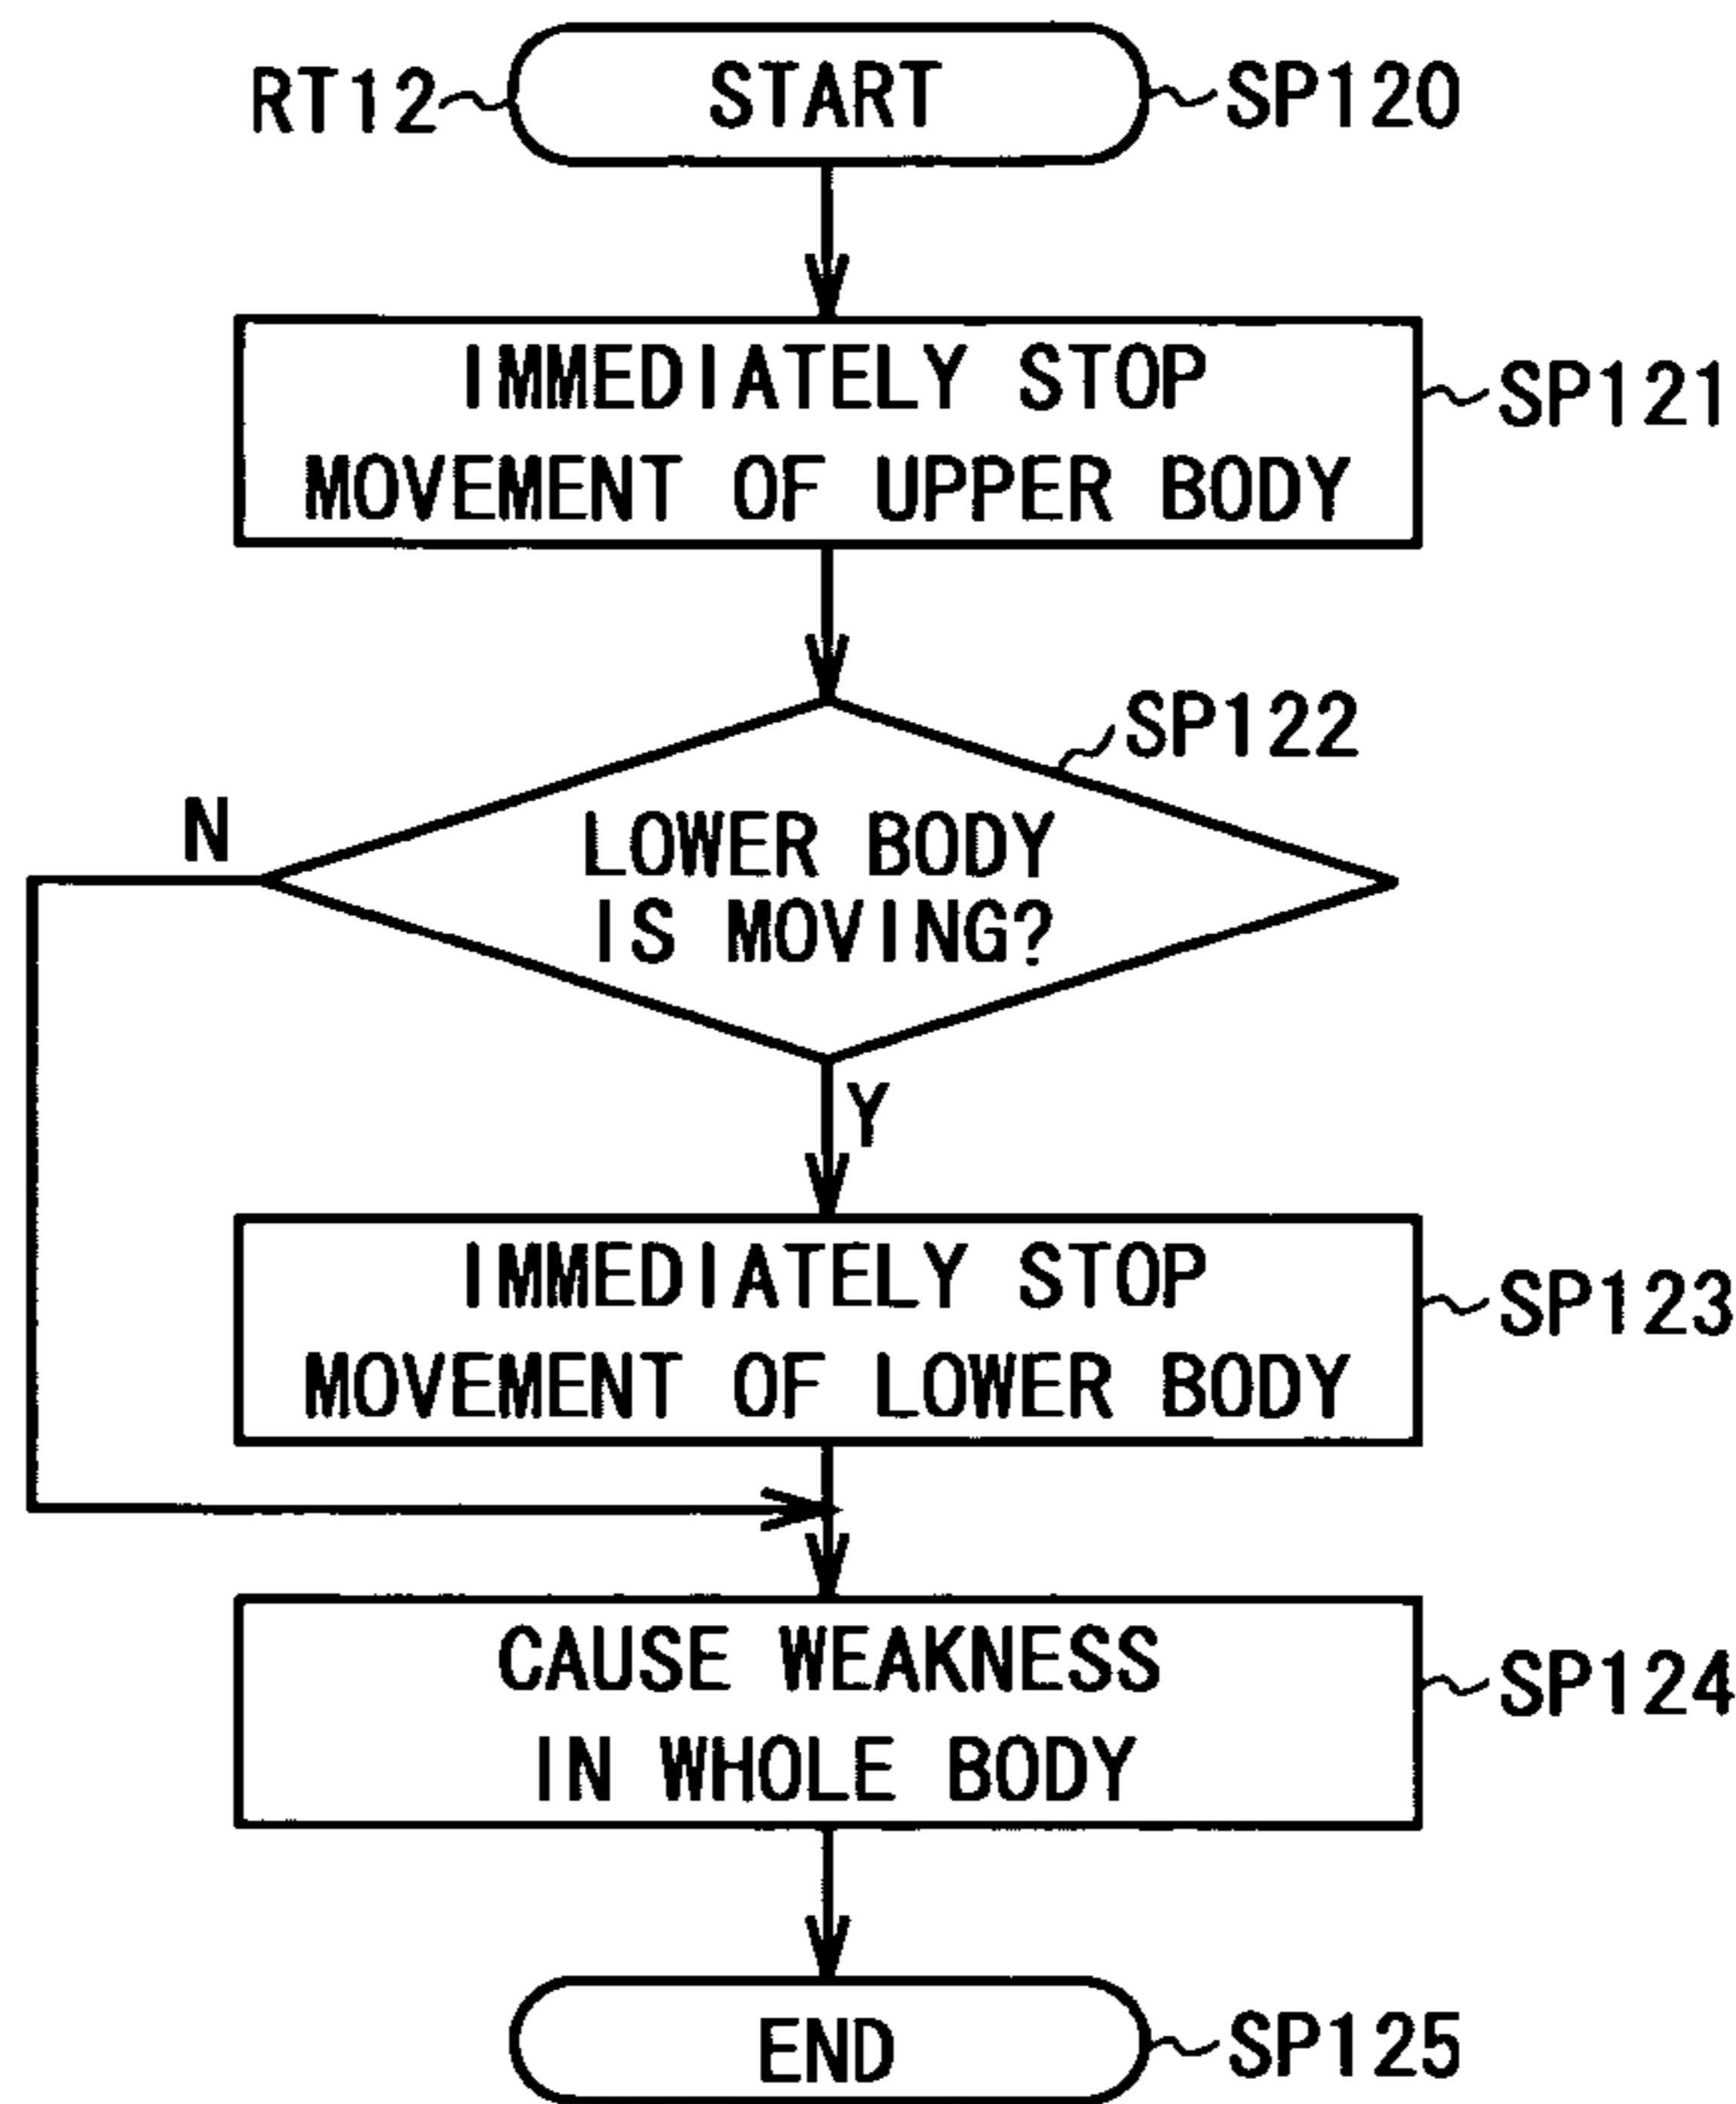 RT12 START SP120
IMMEDIATELY STOP
MOVEMENT OF UPPER BODY
SP121
SP122
N
LOWER BODY
IS MOVING?
Y
IMMEDIATELY STOP
MOVEMENT OF LOWER BODY
SP123
CAUSE WEAKNESS
IN WHOLE BODY
SP124
END SP125